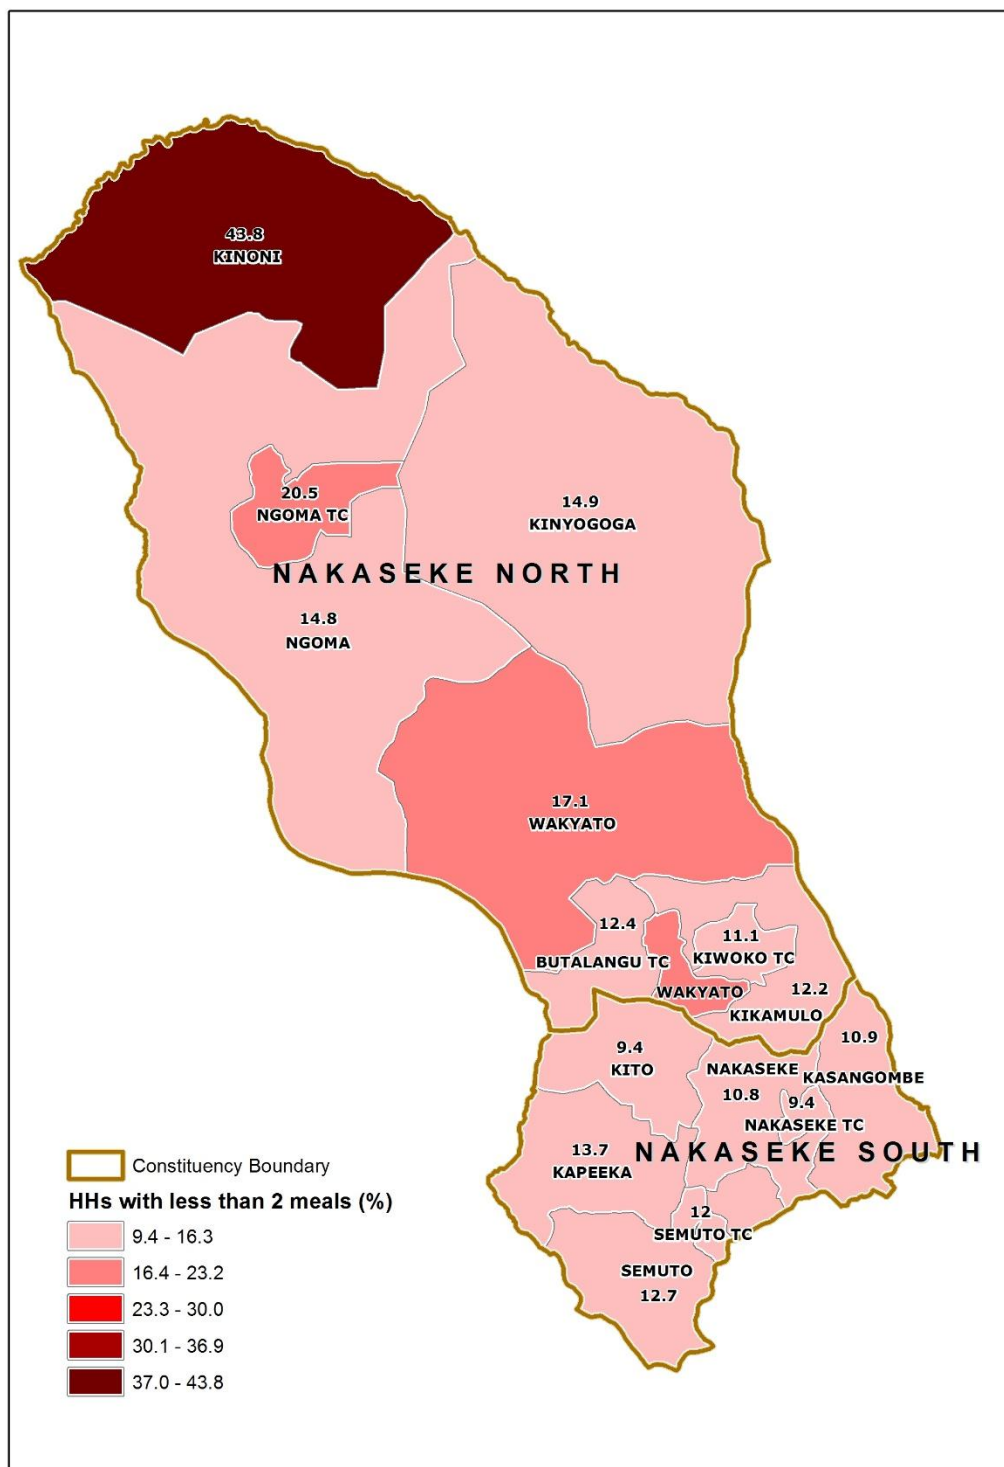 43.8
KINONI
20.5
NGOMA TC
14.9
KINYOGOGA
NAKASEKE NORTH
14.8
NGOMA
17.1
WAKYATO
12.4
BUTALANGU TC
11.1
KIWOKO TC
WAKYATO
12.2
KIKAMULO
9.4
KITO
NAKASEKE
10.8
10.9
KASANGOMBE
9.4
NAKASEKE TC
13.7
KAPEEKA
NAKASEKE SOUTH
12
SEMUTO TC
SEMUTO
12.7
Constituency Boundary
HHs with less than 2 meals (%)
9.4 - 16.3
16.4 - 23.2
23.3 - 30.0
30.1 - 36.9
37.0 - 43.8